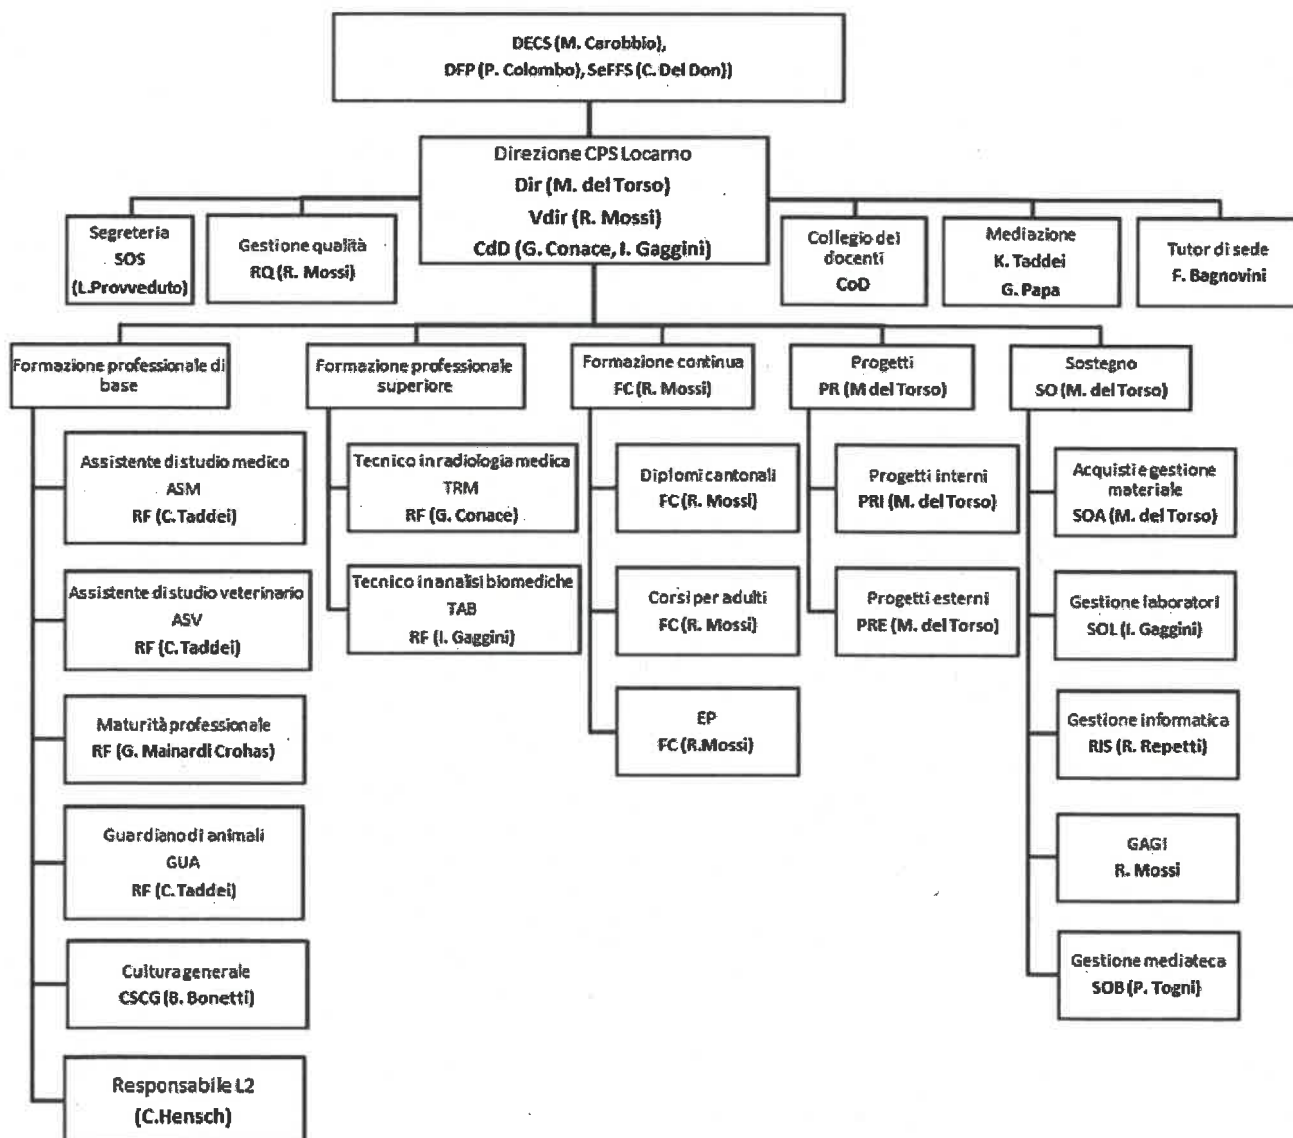 DECS (M. Carobbio),
DFP (P. Colombo), SeFFS (C. Del Don))
Direzione CPS Locarno
Dir (M. del Torso)
Vdir (R. Mossi)
CdD (G. Conace, I. Gaggini)
Segreteria
SOS
(L.Provveduto)
Gestione qualità
RQ (R. Mossi)
Collegio dei
docenti
CoD
Mediazione
K. Taddei
G. Papa
Tutor di sede
F. Bagnovini
Formazione professionale di
base
Formazione professionale
superiore
Formazione continua
FC (R. Mossi)
Progetti
PR (M del Torso)
Sostegno
SO (M. del Torso)
Assistente di studio medico
ASM
RF (C. Taddei)
Assistente di studio veterinario
ASV
RF (C. Taddei)
Maturità professionale
RF (G. Mainardi Crohas)
Guardiano di animali
GUA
RF (C. Taddei)
Cultura generale
CSCG (B. Bonetti)
Responsabile L2
(C.Hensch)
Tecnico in radiologia medica
TRM
RF (G. Conace)
Tecnico in analisi biomediche
TAB
RF (I. Gaggini)
Diplomi cantonali
FC (R. Mossi)
Corsi per adulti
FC (R. Mossi)
EP
FC (R.Mossi)
Progetti interni
PRI (M. del Torso)
Progetti esterni
PRE (M. del Torso)
Acquisti e gestione
materiale
SOA (M. del Torso)
Gestione laboratori
SOL (I. Gaggini)
Gestione informatica
RIS (R. Repetti)
GAGI
R. Mossi
Gestione mediateca
SOB (P. Togni)